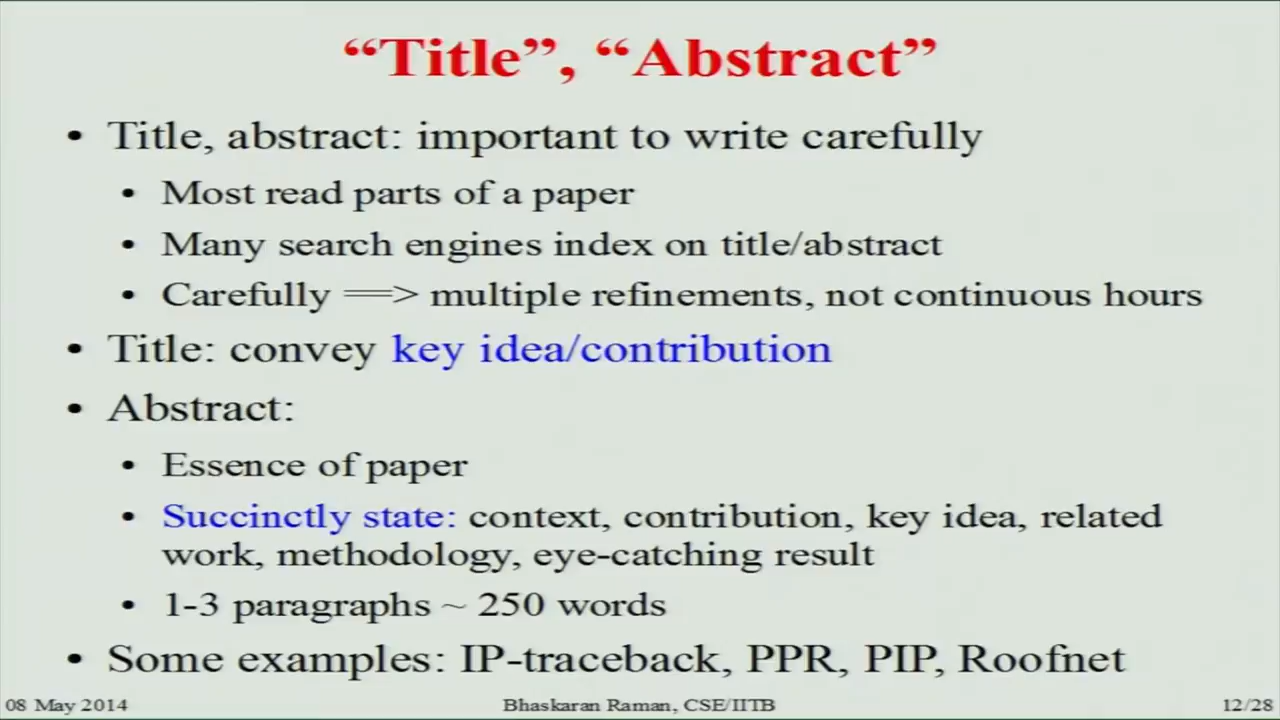 “Title”, “Abstract”
• Title, abstract: important to write carefully
• Most read parts of a paper
• Many search engines index on title/abstract
• Carefully ==> multiple refinements, not continuous hours
• Title: convey key idea/contribution
• Abstract:
• Essence of paper
• Succinctly state: context, contribution, key idea, related
work, methodology, eye-catching result
• 1-3 paragraphs ~ 250 words
• Some examples: IP-traceback, PPR, PIP, Roofnet
08 May 2014
Bhaskaran Raman, CSE/IITB
12/28